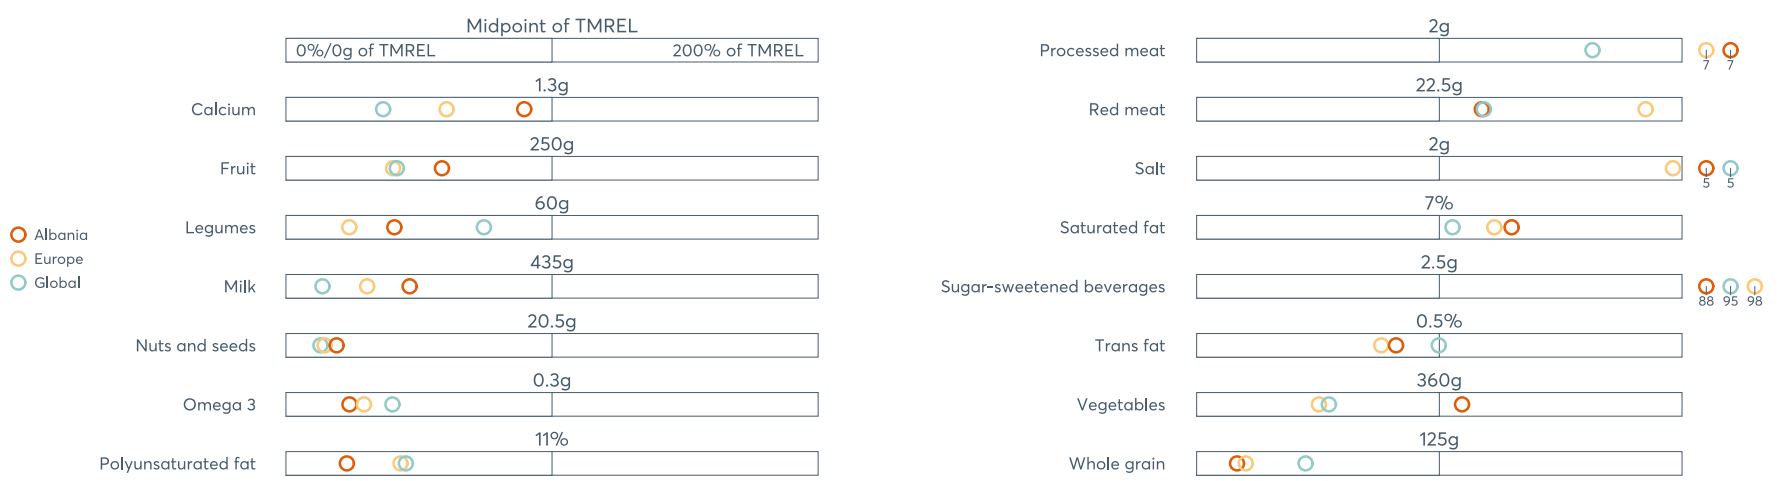 Midpoint of TMREL
0%/0g of TMREL 200% of TMREL
1.3g
Calcium
250g
Fruit
60g
Legumes
435g
Milk
20.5g
Nuts and seeds
0.3g
Omega 3
11%
Polyunsaturated fat
Albania
Europe
Global
2g
Processed meat
7 7
22.5g
Red meat
2g
Salt
5 5
7%
Saturated fat
2.5g
Sugar-sweetened beverages
88 95 98
0.5%
Trans fat
360g
Vegetables
125g
Whole grain